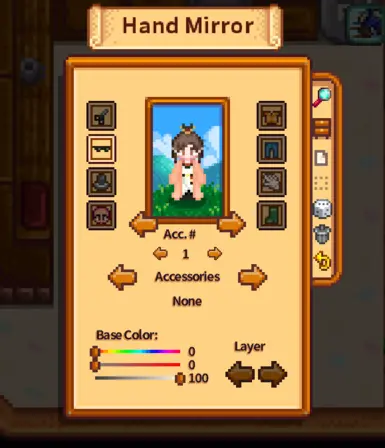 Hand Mirror
Acc. #
1
Accessories
None
Base Color:
0
0
100
Layer